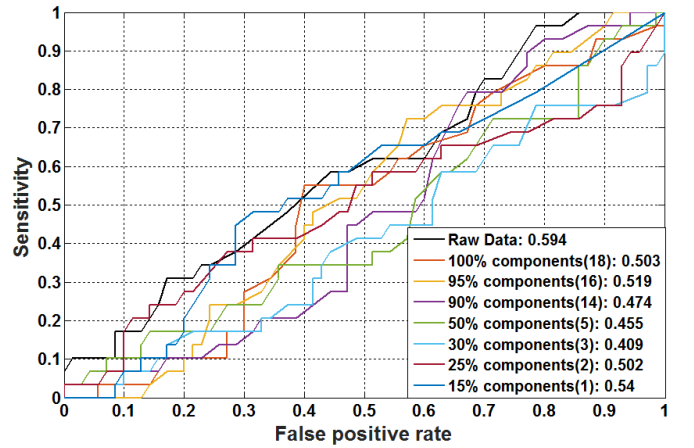 1
0.9
0.8
0.7
0.6
0.5
0.4
0.3
0.2
0.1
0
Sensitivity
Raw Data: 0.594
100% components(18): 0.503
95% components(16): 0.519
90% components(14): 0.474
50% components(5): 0.455
30% components(3): 0.409
25% components(2): 0.502
15% components(1): 0.54
0 0.1 0.2 0.3 0.4 0.5 0.6 0.7 0.8 0.9 1
False positive rate